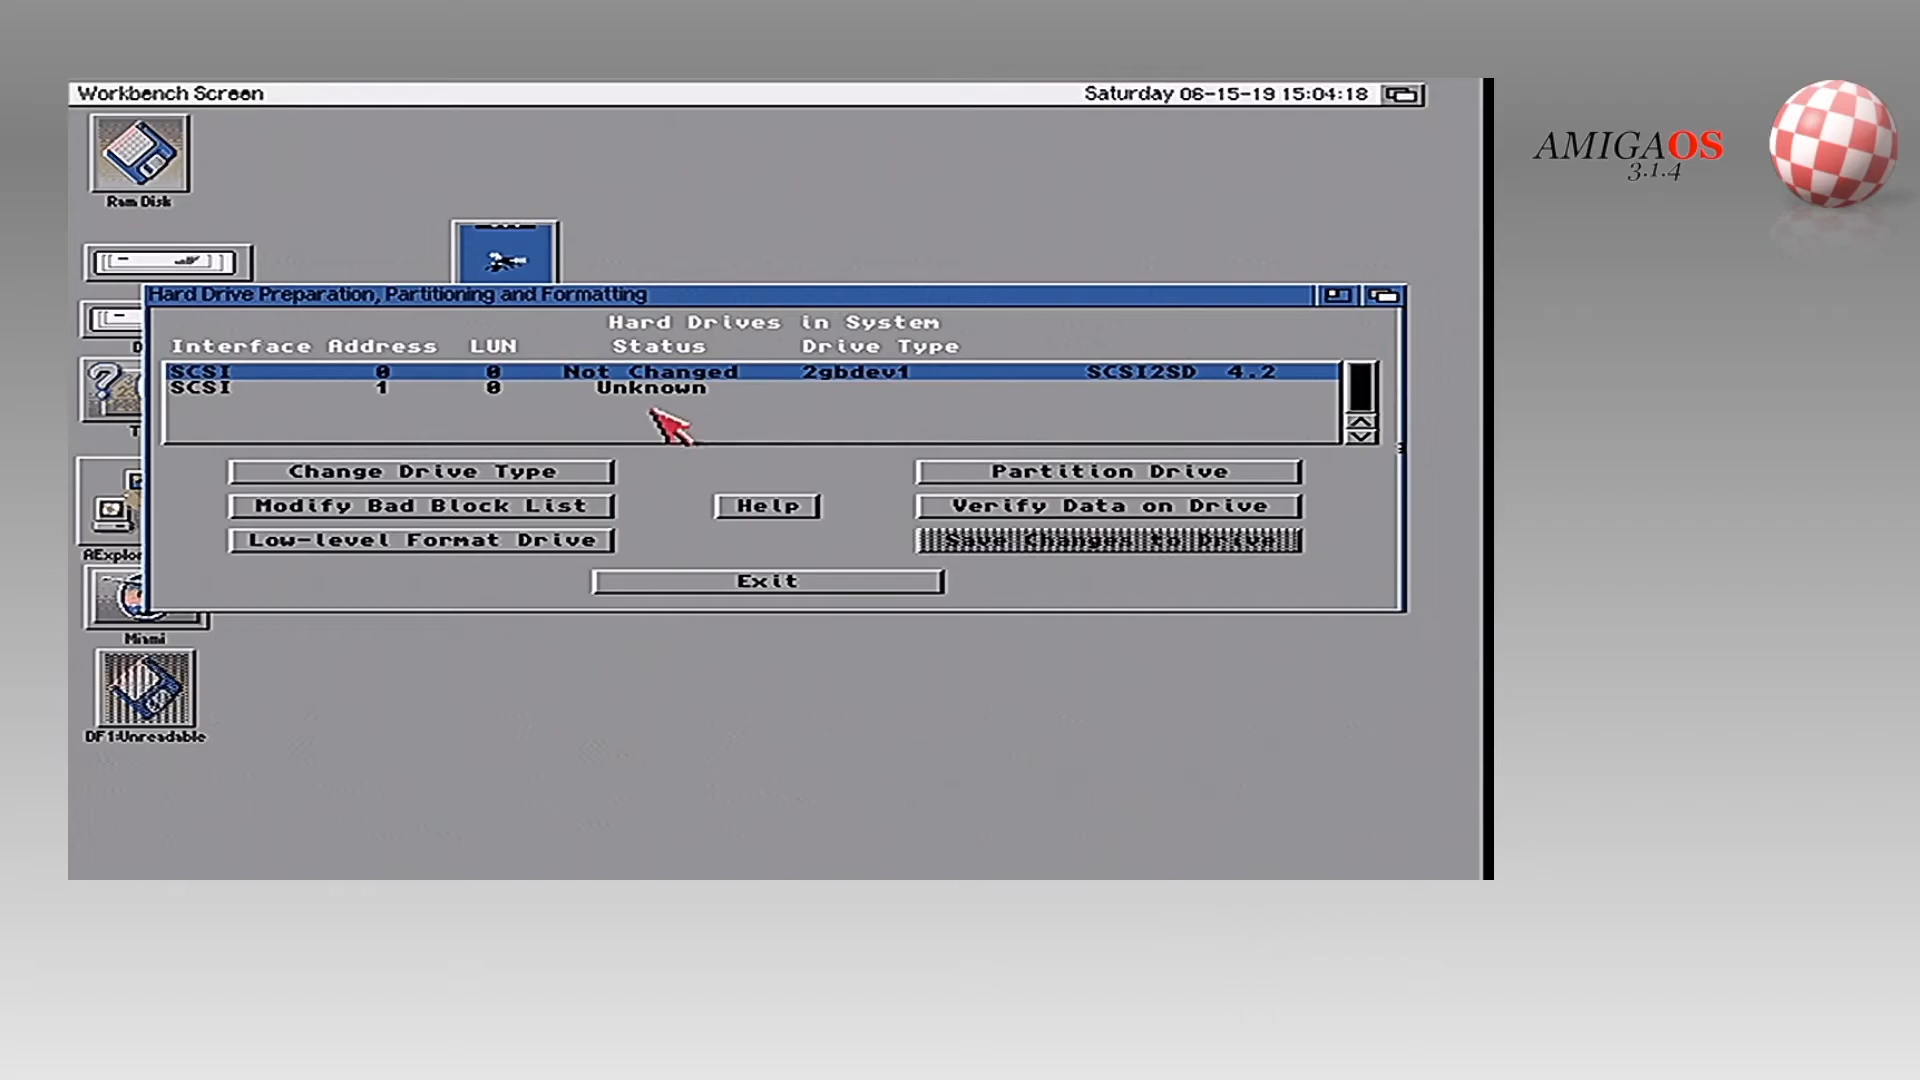 Workbench Screen
Saturday 06-15-19 15:04:18
AMIGAOS
3.1.4
Ram Disk
Hard Drive Preparation, Partitioning and Formatting
Hard Drives in System
Interface Address LUN Status Drive Type
SCSI 0 0 Not Changed 2gbdev1 SCSI2SD 4.2
SCSI 1 0 Unknown
Change Drive Type
Partition Drive
Modify Bad Block List
Help
Verify Data on Drive
Low-level Format Drive
Save Changes to Drive
Exit
AExplor
Miami
DF1:Unreadable